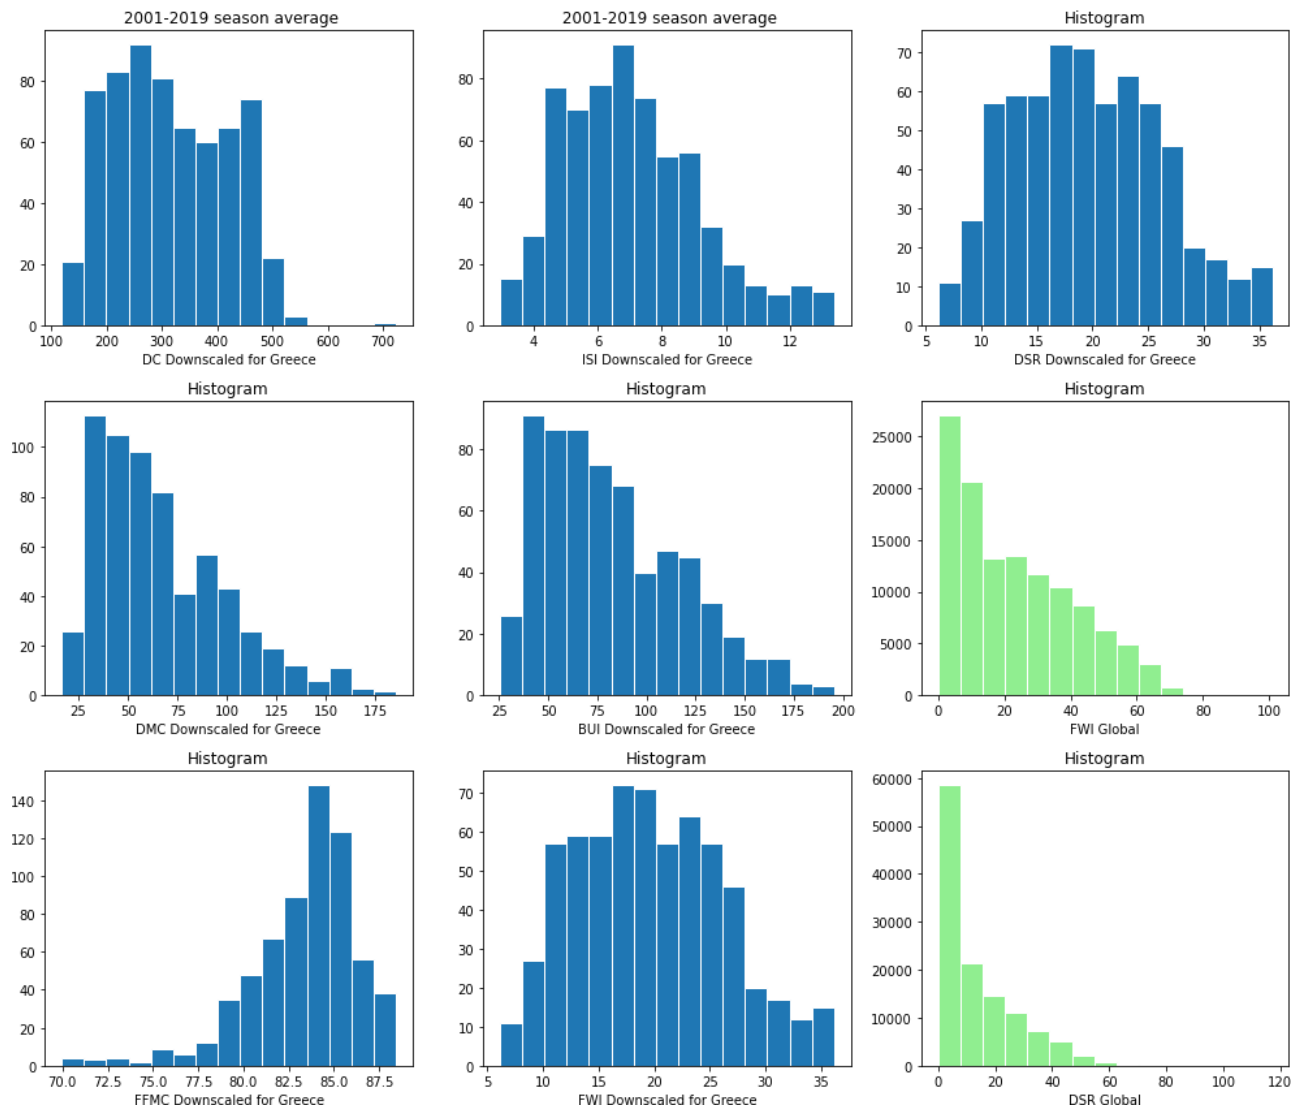 2001-2019 season average
80
60
40
20
0
100 200 300 400 500 600 700
DC Downscaled for Greece
2001-2019 season average
80
60
40
20
0
4 6 8 10 12
ISI Downscaled for Greece
Histogram
70
60
50
40
30
20
10
0
5 10 15 20 25 30 35
DSR Downscaled for Greece
Histogram
100
80
60
40
20
0
25 50 75 100 125 150 175
DMC Downscaled for Greece
Histogram
80
60
40
20
0
25 50 75 100 125 150 175 200
BUI Downscaled for Greece
Histogram
25000
20000
15000
10000
5000
0
0 20 40 60 80 100
FWI Global
Histogram
140
120
100
80
60
40
20
0
70.0 72.5 75.0 77.5 80.0 82.5 85.0 87.5
FFMC Downscaled for Greece
Histogram
70
60
50
40
30
20
10
0
5 10 15 20 25 30 35
FWI Downscaled for Greece
Histogram
60000
50000
40000
30000
20000
10000
0
0 20 40 60 80 100 120
DSR Global